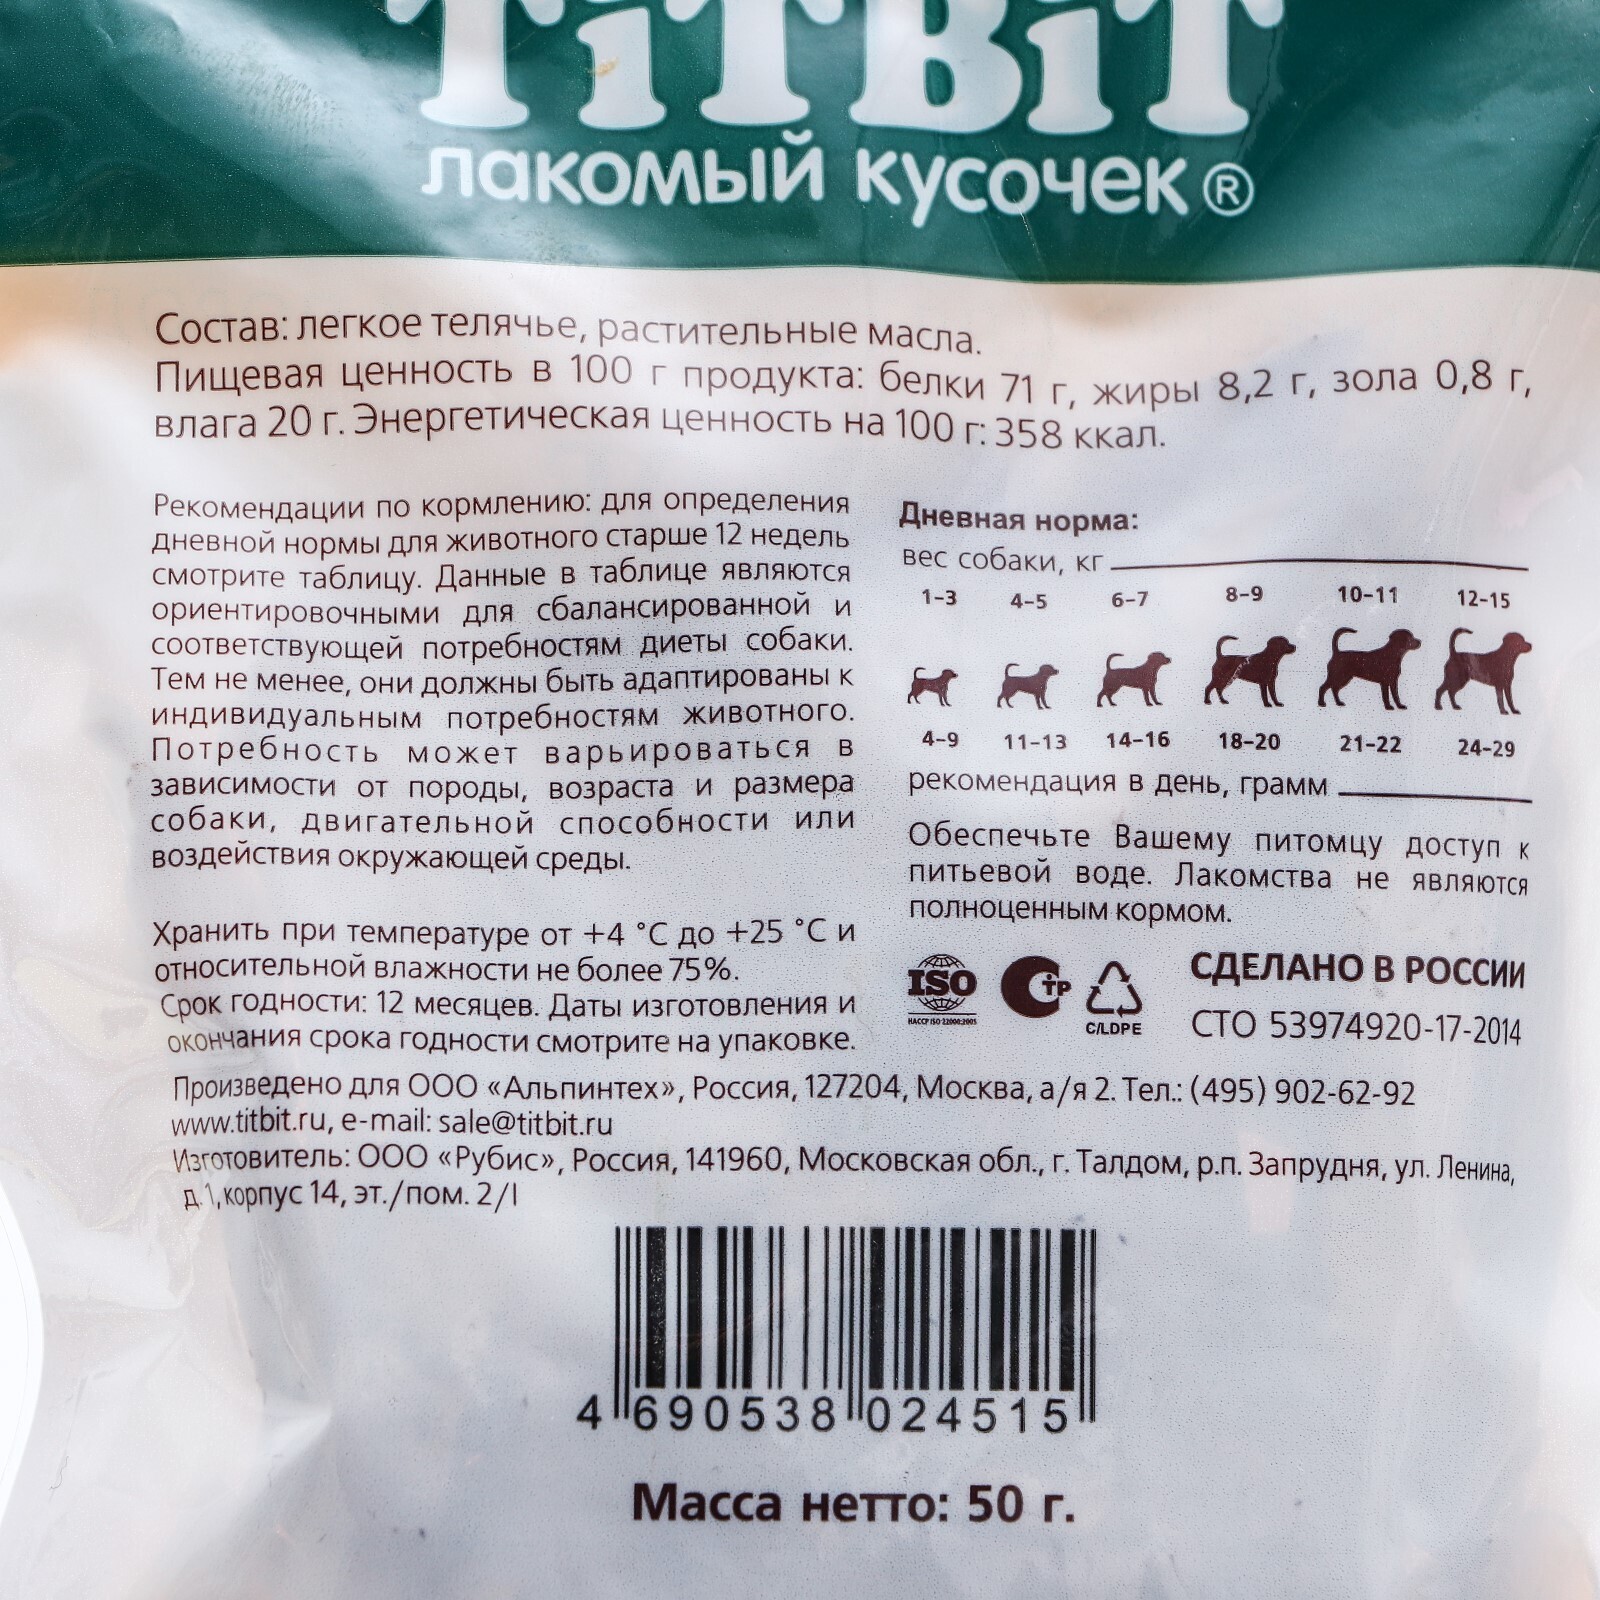 TiTBiT
лакомый кусочек ®
Состав: легкое телячье, растительные масла.
Пищевая ценность в 100 г продукта: белки 71 г, жиры 8,2 г, зола 0,8 г,
влага 20 г. Энергетическая ценность на 100 г: 358 ккал.
Рекомендации по кормлению: для определения
дневной нормы для животного старше 12 недель
смотрите таблицу. Данные в таблице являются
ориентировочными для сбалансированной и
соответствующей потребностям диеты собаки.
Тем не менее, они должны быть адаптированы к
индивидуальным потребностям животного.
Потребность может варьироваться в
зависимости от породы, возраста и размера
собаки, двигательной способности или
воздействия окружающей среды.
Хранить при температуре от +4 °C до +25 °C и
относительной влажности не более 75%.
Срок годности: 12 месяцев. Даты изготовления и
окончания срока годности смотрите на упаковке.
Дневная норма:
вес собаки, кг
1-3 4-5 6-7 8-9 10-11 12-15
4-9 11-13 14-16 18-20 21-22 24-29
рекомендация в день, грамм
Обеспечьте Вашему питомцу доступ к
питьевой воде. Лакомства не являются
полноценным кормом.
ISO
HACCP ISO 22000:2005
ТР
C/LDPE
СДЕЛАНО В РОССИИ
СТО 53974920-17-2014
Произведено для ООО «Альпинтех», Россия, 127204, Москва, а/я 2. Тел.: (495) 902-62-92
www.titbit.ru, e-mail: sale@titbit.ru
Изготовитель: ООО «Рубис», Россия, 141960, Московская обл., г. Талдом, р.п. Запрудня, ул. Ленина,
д.1, корпус 14, эт./пом. 2/I
4 690538 024515
Масса нетто: 50 г.